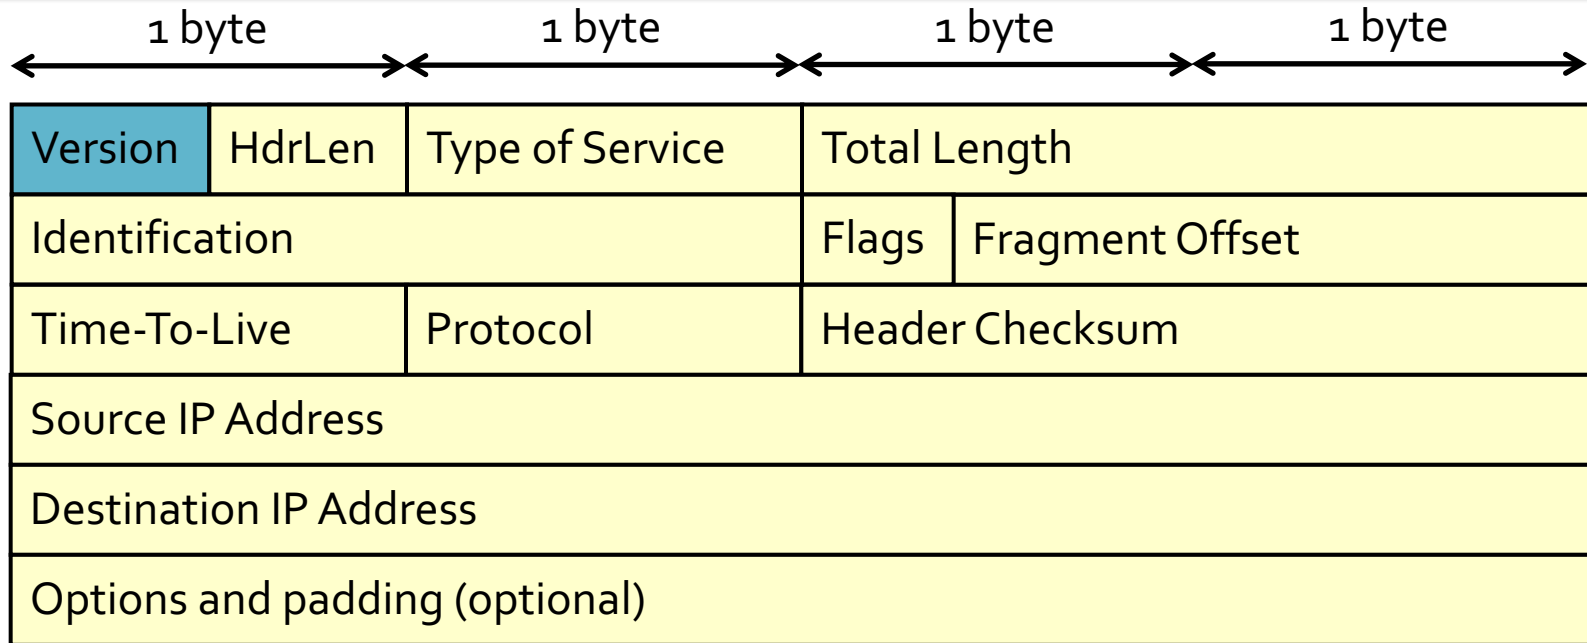 1 byte 1 byte 1 byte 1 byte
Version HdrLen Type of Service Total Length
Identification Flags Fragment Offset
Time-To-Live Protocol Header Checksum
Source IP Address
Destination IP Address
Options and padding (optional)